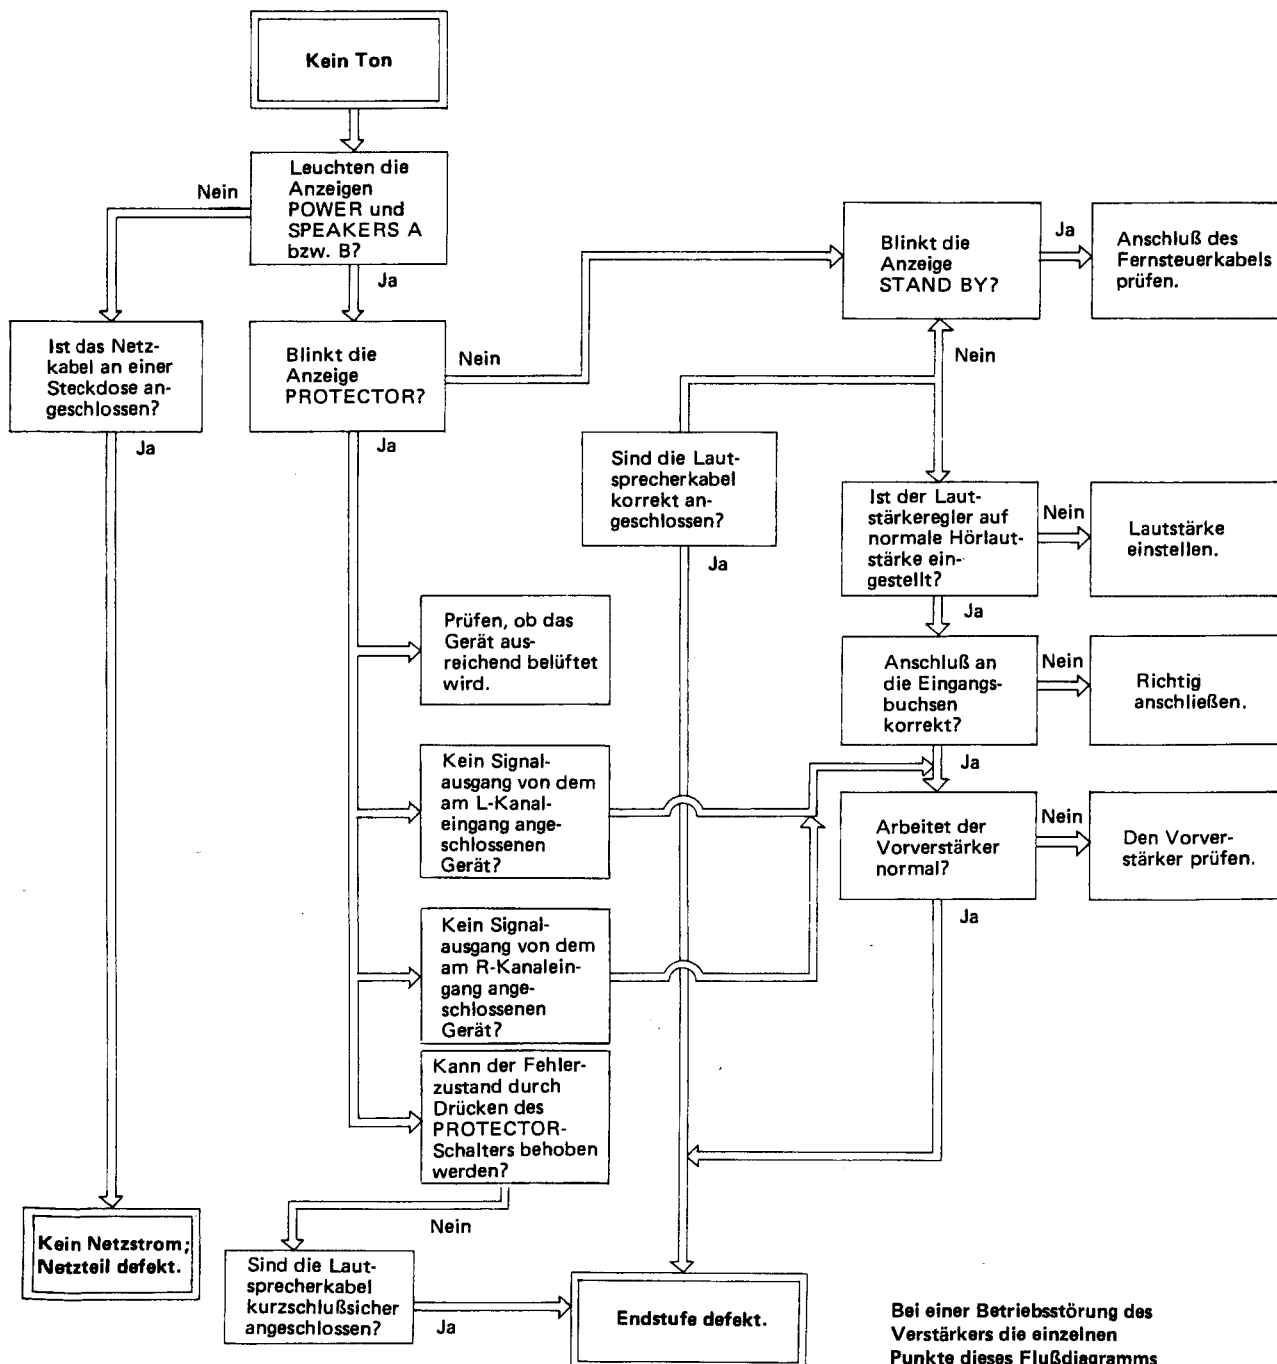 Kein Ton
Leuchten die
Anzeigen
POWER und
SPEAKERS A
bzw. B?
Nein
Ja
Blinkt die
Anzeige
STAND BY?
Ja
Anschluß des
Fernsteuerkabels
prüfen.
Ist das Netz-
kabel an einer
Steckdose an-
geschlossen?
Ja
Blinkt die
Anzeige
PROTECTOR?
Nein
Ja
Nein
Sind die Laut-
sprecherkabel
korrekt an-
geschlossen?
Ja
Ist der Laut-
stärkeregler auf
normale Hörlaut-
stärke ein-
gestellt?
Nein
Lautstärke
einstellen.
Ja
Prüfen, ob das
Gerät aus-
reichend belüftet
wird.
Anschluß an
die Eingangs-
buchsen
korrekt?
Nein
Richtig
anschließen.
Ja
Kein Signal-
ausgang von dem
am L-Kanal-
eingang ange-
schlossenen
Gerät?
Arbeitet der
Vorverstärker
normal?
Nein
Den Vorver-
stärker prüfen.
Ja
Kein Signal-
ausgang von dem
am R-Kanalein-
gang ange-
schlossenen
Gerät?
Kann der Fehler-
zustand durch
Drücken des
PROTECTOR-
Schalters behoben
werden?
Nein
Kein Netzstrom;
Netzteil defekt.
Sind die Laut-
sprecherkabel
kurzschlußsicher
angeschlossen?
Ja
Endstufe defekt.
Bei einer Betriebsstörung des
Verstärkers die einzelnen
Punkte dieses Flußdiagramms